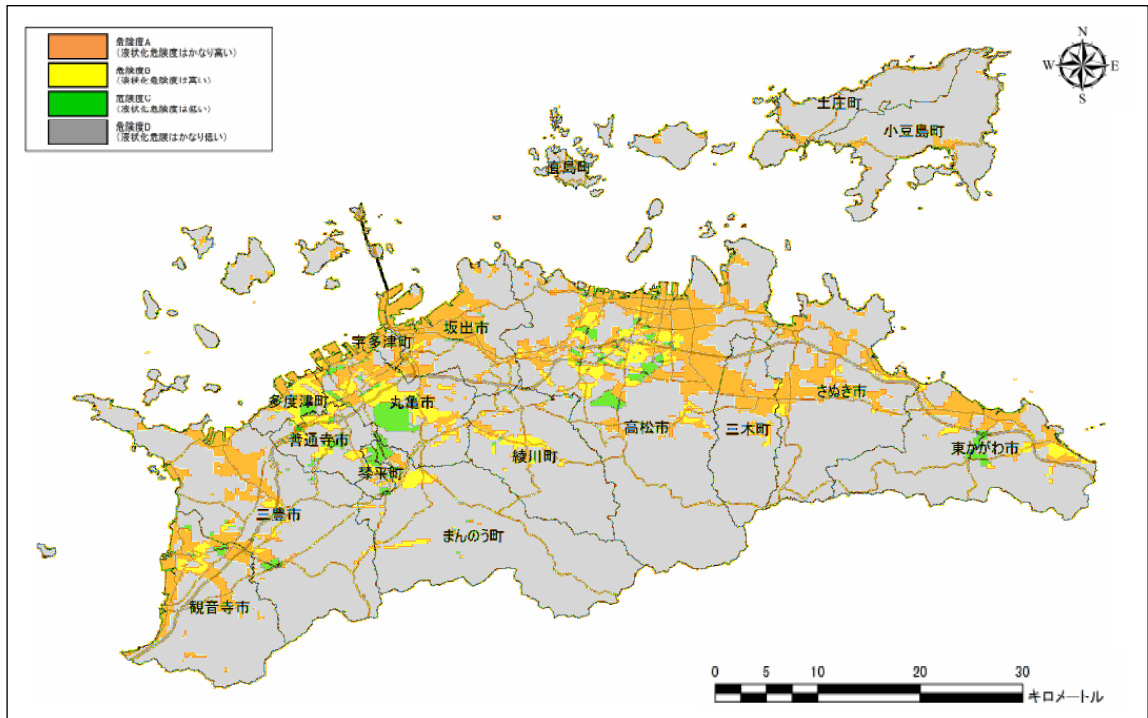 危険度A
(液状化危険度はかなり高い)
危険度B
(液状化危険度は高い)
危険度C
(液状化危険度は低い)
危険度D
(液状化危険はかなり低い)
N
W
E
S
土庄町
小豆島町
直島町
坂出市
宇多津町
多度津町
丸亀市
さぬき市
善通寺市
高松市
三木町
綾川町
東かがわ市
琴平町
三豊市
まんのう町
観音寺市
0 5 10 20 30
キロメートル